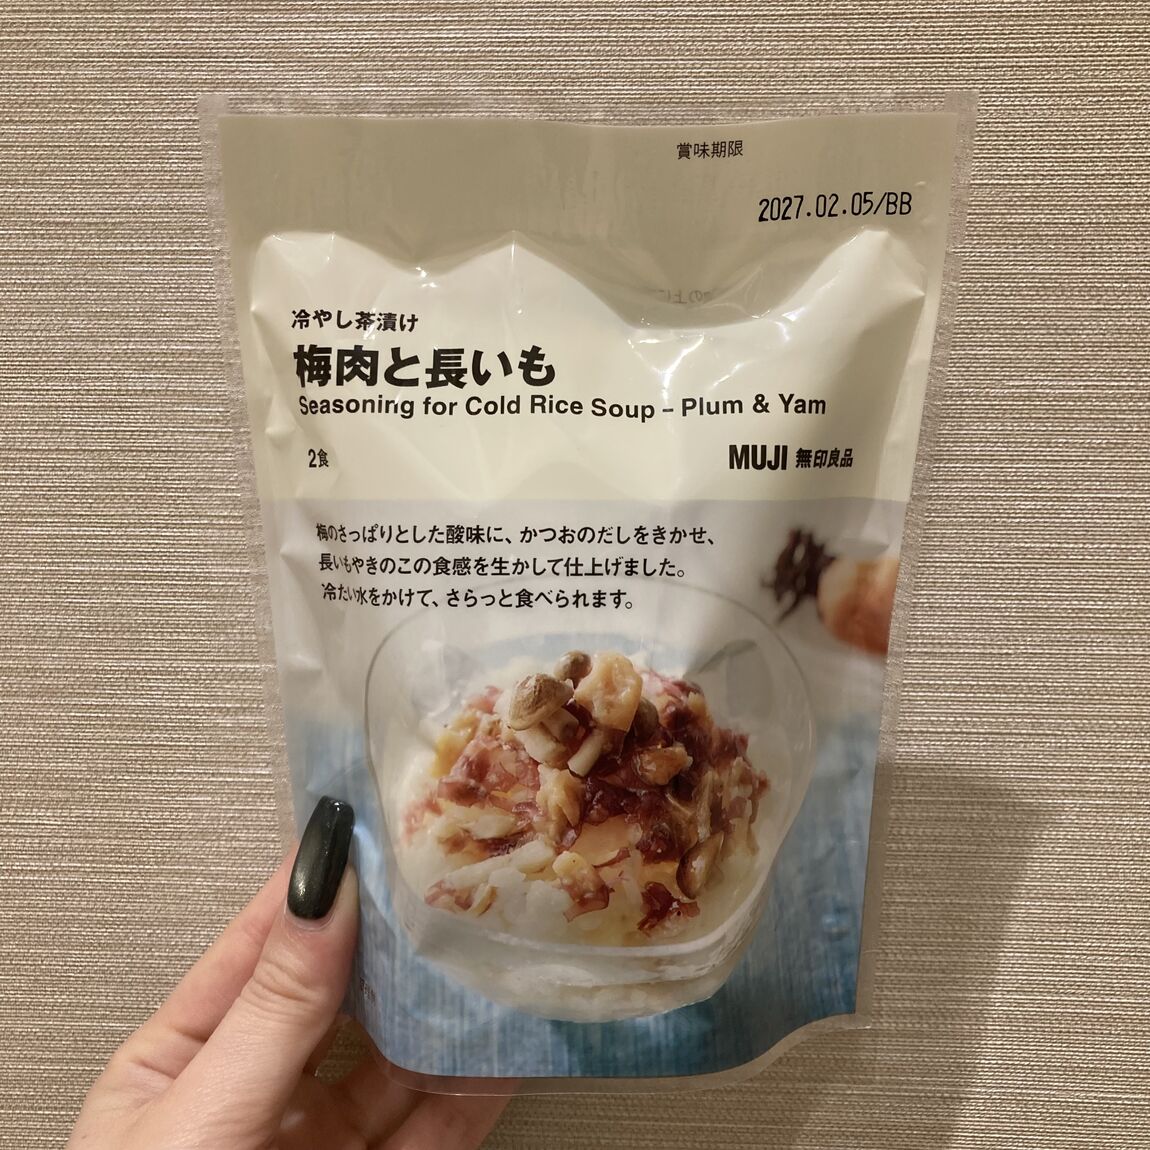 賞味期限
2027.02.05/BB
冷やし茶漬け
梅肉と長いも
Seasoning for Cold Rice Soup – Plum & Yam
2食
MUJI 無印良品
梅のさっぱりとした酸味に、かつおのだしをきかせ、
長いもやきのこの食感を生かして仕上げました。
冷たい水をかけて、さらっと食べられます。